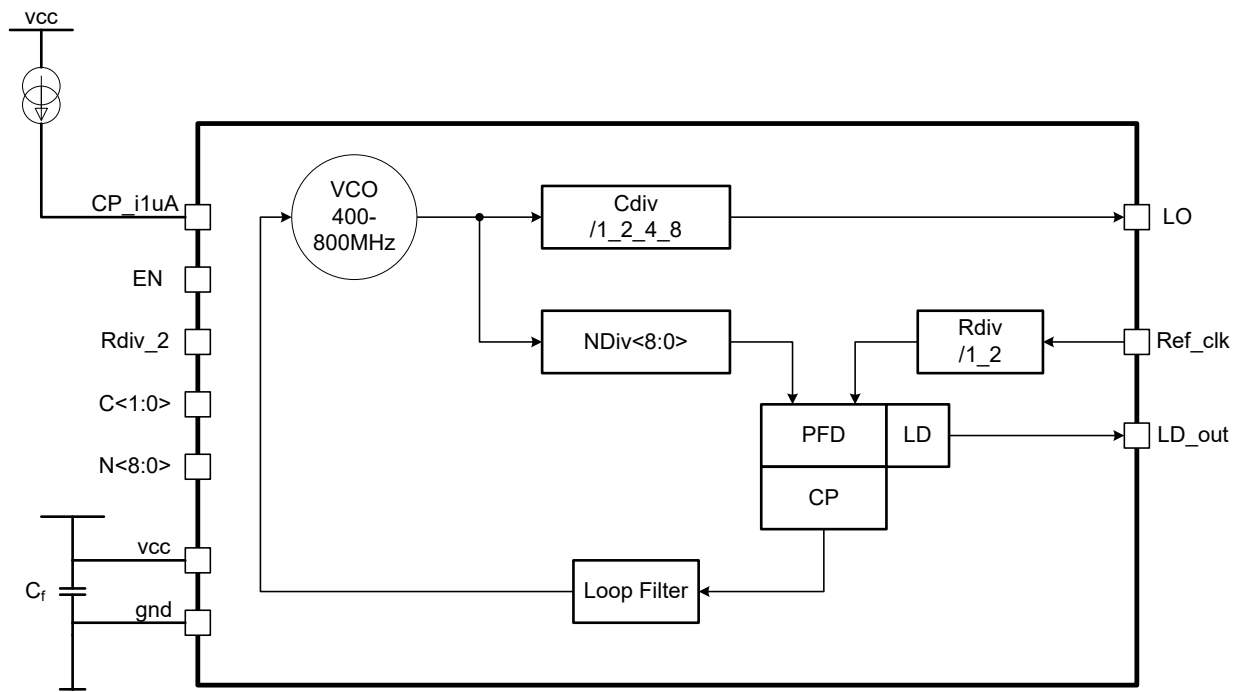 vcc
CP_i1uA
EN
Rdiv_2
C<1:0>
N<8:0>
vcc
Cf
gnd
VCO
400-
800MHz
Cdiv
/1_2_4_8
NDiv<8:0>
Rdiv
/1_2
PFD
LD
CP
Loop Filter
LO
Ref_clk
LD_out